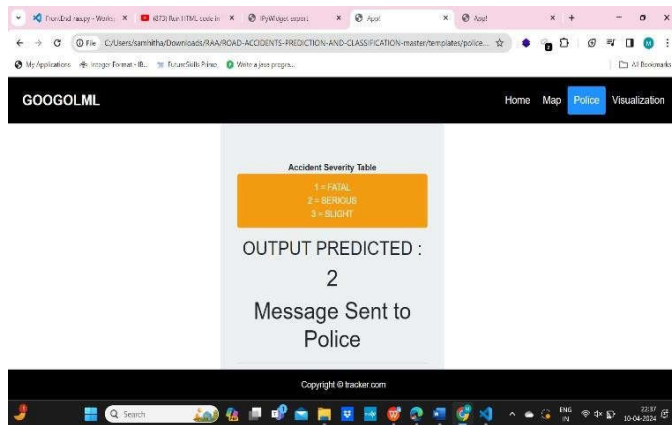 FrontEnd
(873) Run HTML code in
IPyWidget export
App!
App!
File C:/Users/samhitha/Downloads/RAA/ROAD-ACCIDENTS-PREDICTION-AND-CLASSIFICATION-master/templates/police...
My Applications
Integer Format - IB...
FutureSkills Prime
Write a java progra...
All Bookmarks
GOOGOLML
Home Map Police Visualization
Accident Severity Table
1 = FATAL
2 = SERIOUS
3 = SLIGHT
OUTPUT PREDICTED :
2
Message Sent to
Police
Copyright © tracker.com
Search
ENG
IN
22:37
10-04-2024